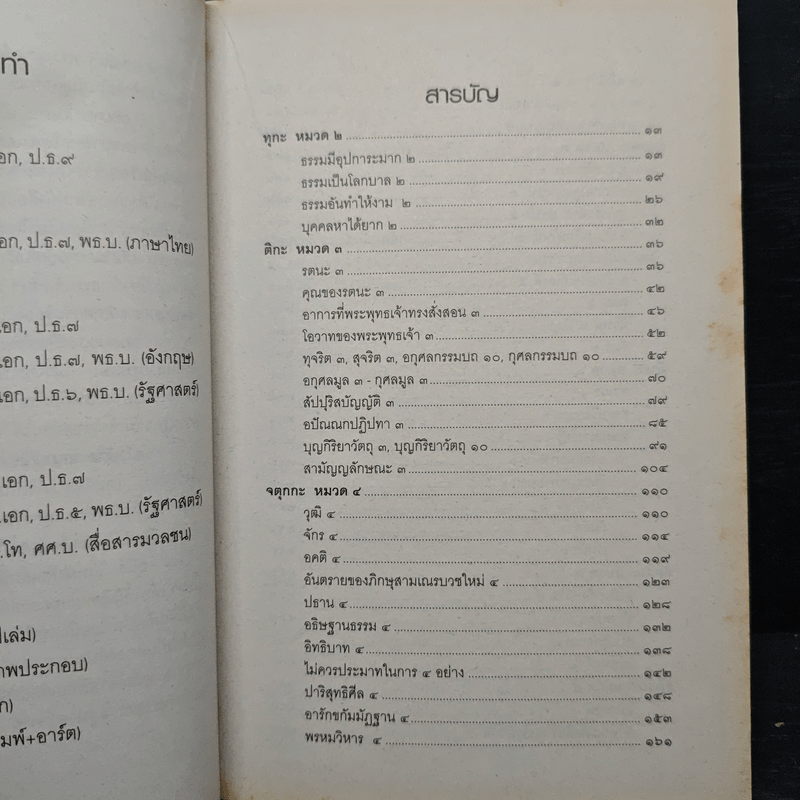 ทำ
อก, ป.ธ.๙
อก, ป.ธ.๗, พธ.บ. (ภาษาไทย)
เอก, ป.ธ.๗
เอก, ป.ธ.๗, พธ.บ. (อังกฤษ)
เอก, ป.ธ.๖, พธ.บ. (รัฐศาสตร์)
เอก, ป.ธ.๗
เอก, ป.ธ.๕, พธ.บ. (รัฐศาสตร์)
.โท, ศศ.บ. (สื่อสารมวลชน)
เล่ม)
าพประกอบ)
ก)
มพ์+อาร์ต)
สารบัญ
ทุกะ หมวด ๒ ๑๓
ธรรมมีอุปการะมาก ๒ ๑๓
ธรรมเป็นโลกบาล ๒ ๑๙
ธรรมอันทำให้งาม ๒ ๒๖
บุคคลหาได้ยาก ๒ ๓๒
ติกะ หมวด ๓ ๓๖
รตนะ ๓ ๓๖
คุณของรตนะ ๓ ๔๒
อาการที่พระพุทธเจ้าทรงสั่งสอน ๓ ๔๖
โอวาทของพระพุทธเจ้า ๓ ๕๒
ทุจริต ๓, สุจริต ๓, อกุศลกรรมบถ ๑๐, กุศลกรรมบถ ๑๐ ๕๙
อกุศลมูล ๓ - กุศลมูล ๓ ๗๐
สัปปุริสบัญญัติ ๓ ๗๙
อปัณณกปฏิปทา ๓ ๘๕
บุญกิริยาวัตถุ ๓, บุญกิริยาวัตถุ ๑๐ ๙๑
สามัญญลักษณะ ๓ ๑๐๔
จตุกกะ หมวด ๔ ๑๑๐
วุฒิ ๔ ๑๑๐
จักร ๔ ๑๑๔
อคติ ๔ ๑๑๙
อันตรายของภิกษุสามเณรบวชใหม่ ๔ ๑๒๓
ปธาน ๔ ๑๒๘
อธิษฐานธรรม ๔ ๑๓๒
อิทธิบาท ๔ ๑๓๘
ไม่ควรประมาทในการ ๔ อย่าง ๑๔๒
ปาริสุทธิศีล ๔ ๑๔๘
อารักขกัมมัฏฐาน ๔ ๑๕๓
พรหมวิหาร ๔ ๑๖๑